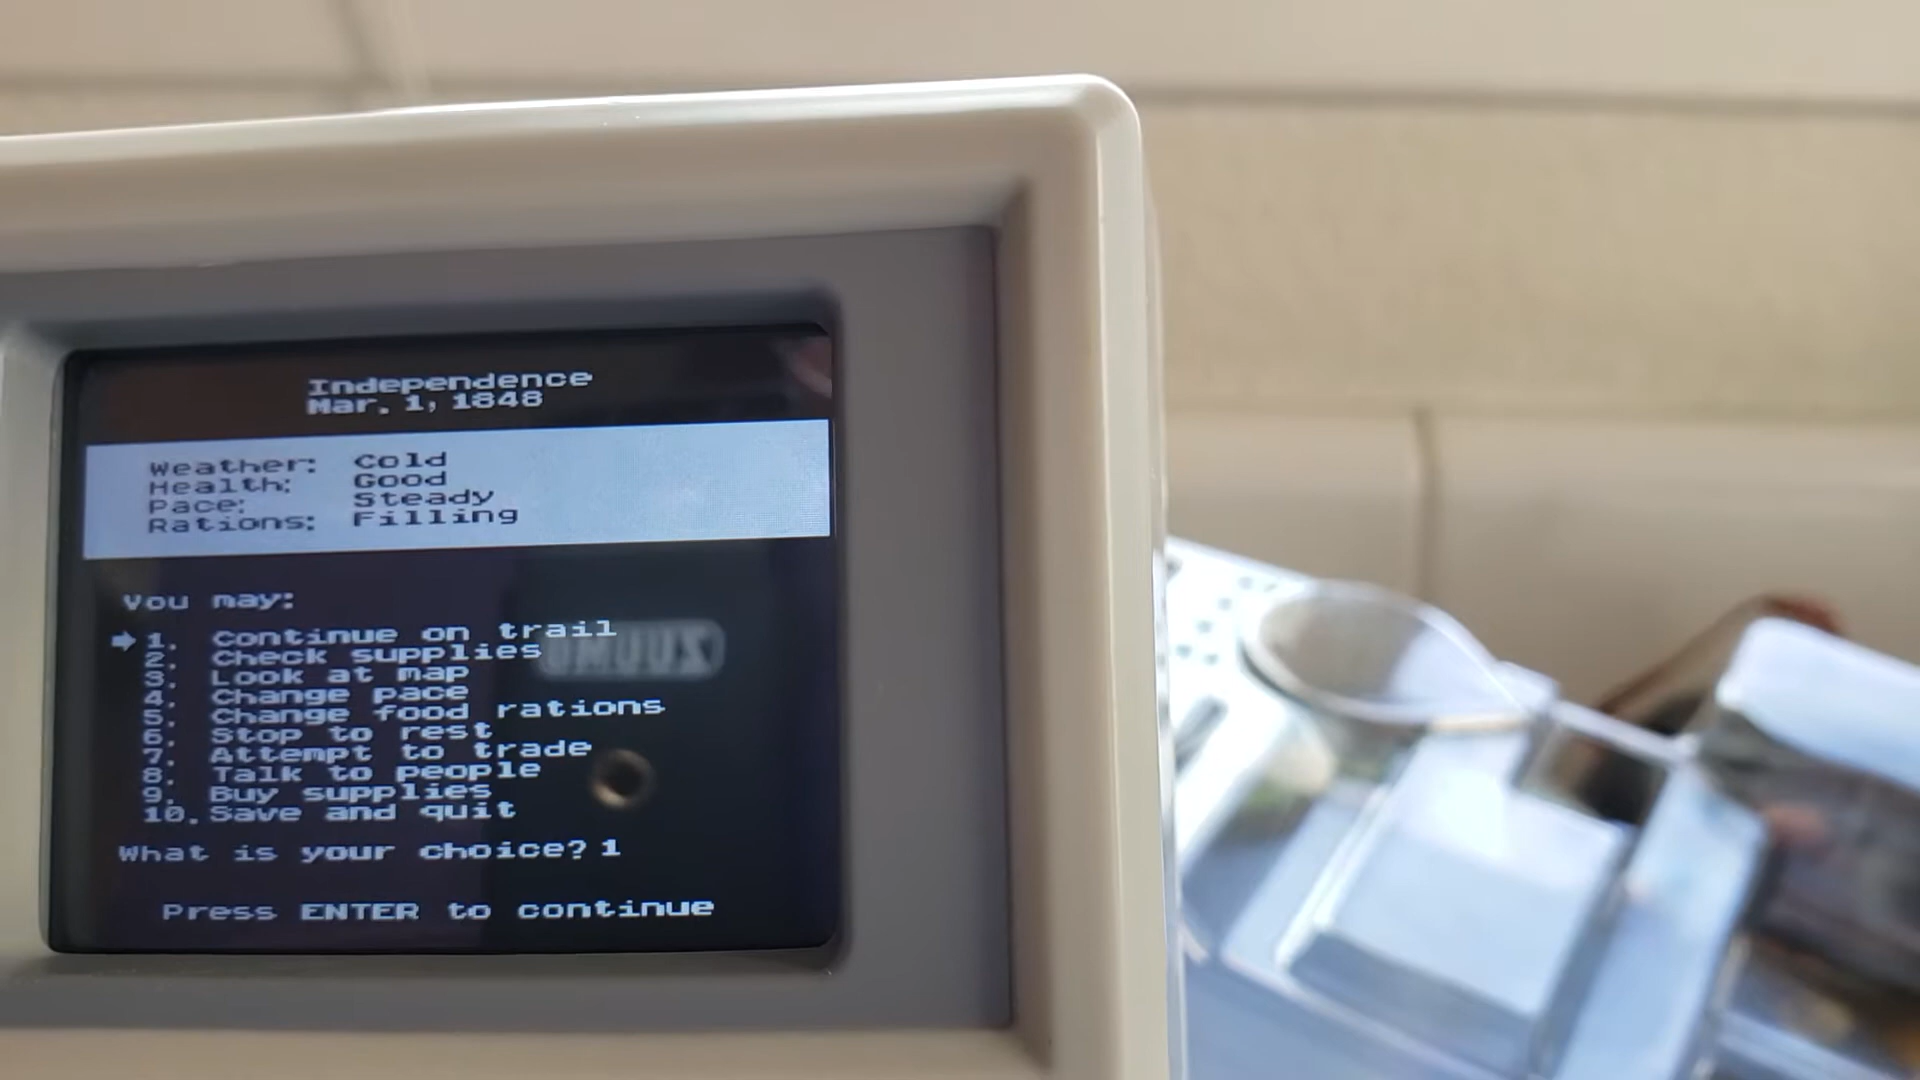 Independence
Mar. 1, 1848
Weather: Cold
Health: Good
Pace: Steady
Rations: Filling
You may:
1. Continue on trail
2. Check supplies
3. Look at map
4. Change pace
5. Change food rations
6. Stop to rest
7. Attempt to trade
8. Talk to people
9. Buy supplies
10. Save and quit
What is your choice? 1
Press ENTER to continue